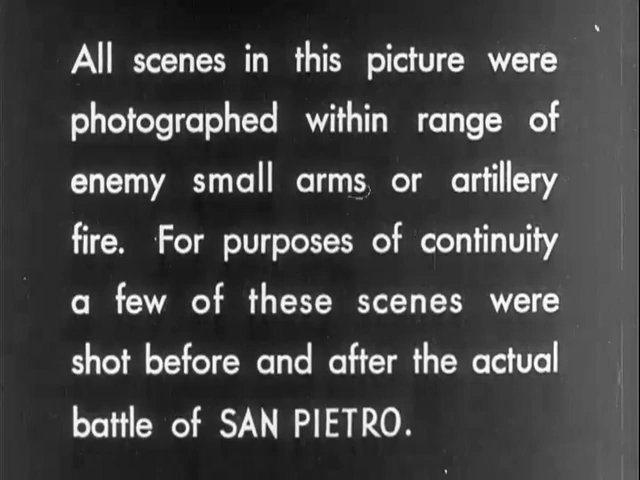 All scenes in this picture were
photographed within range of
enemy small arms or artillery
fire. For purposes of continuity
a few of these scenes were
shot before and after the actual
battle of SAN PIETRO.